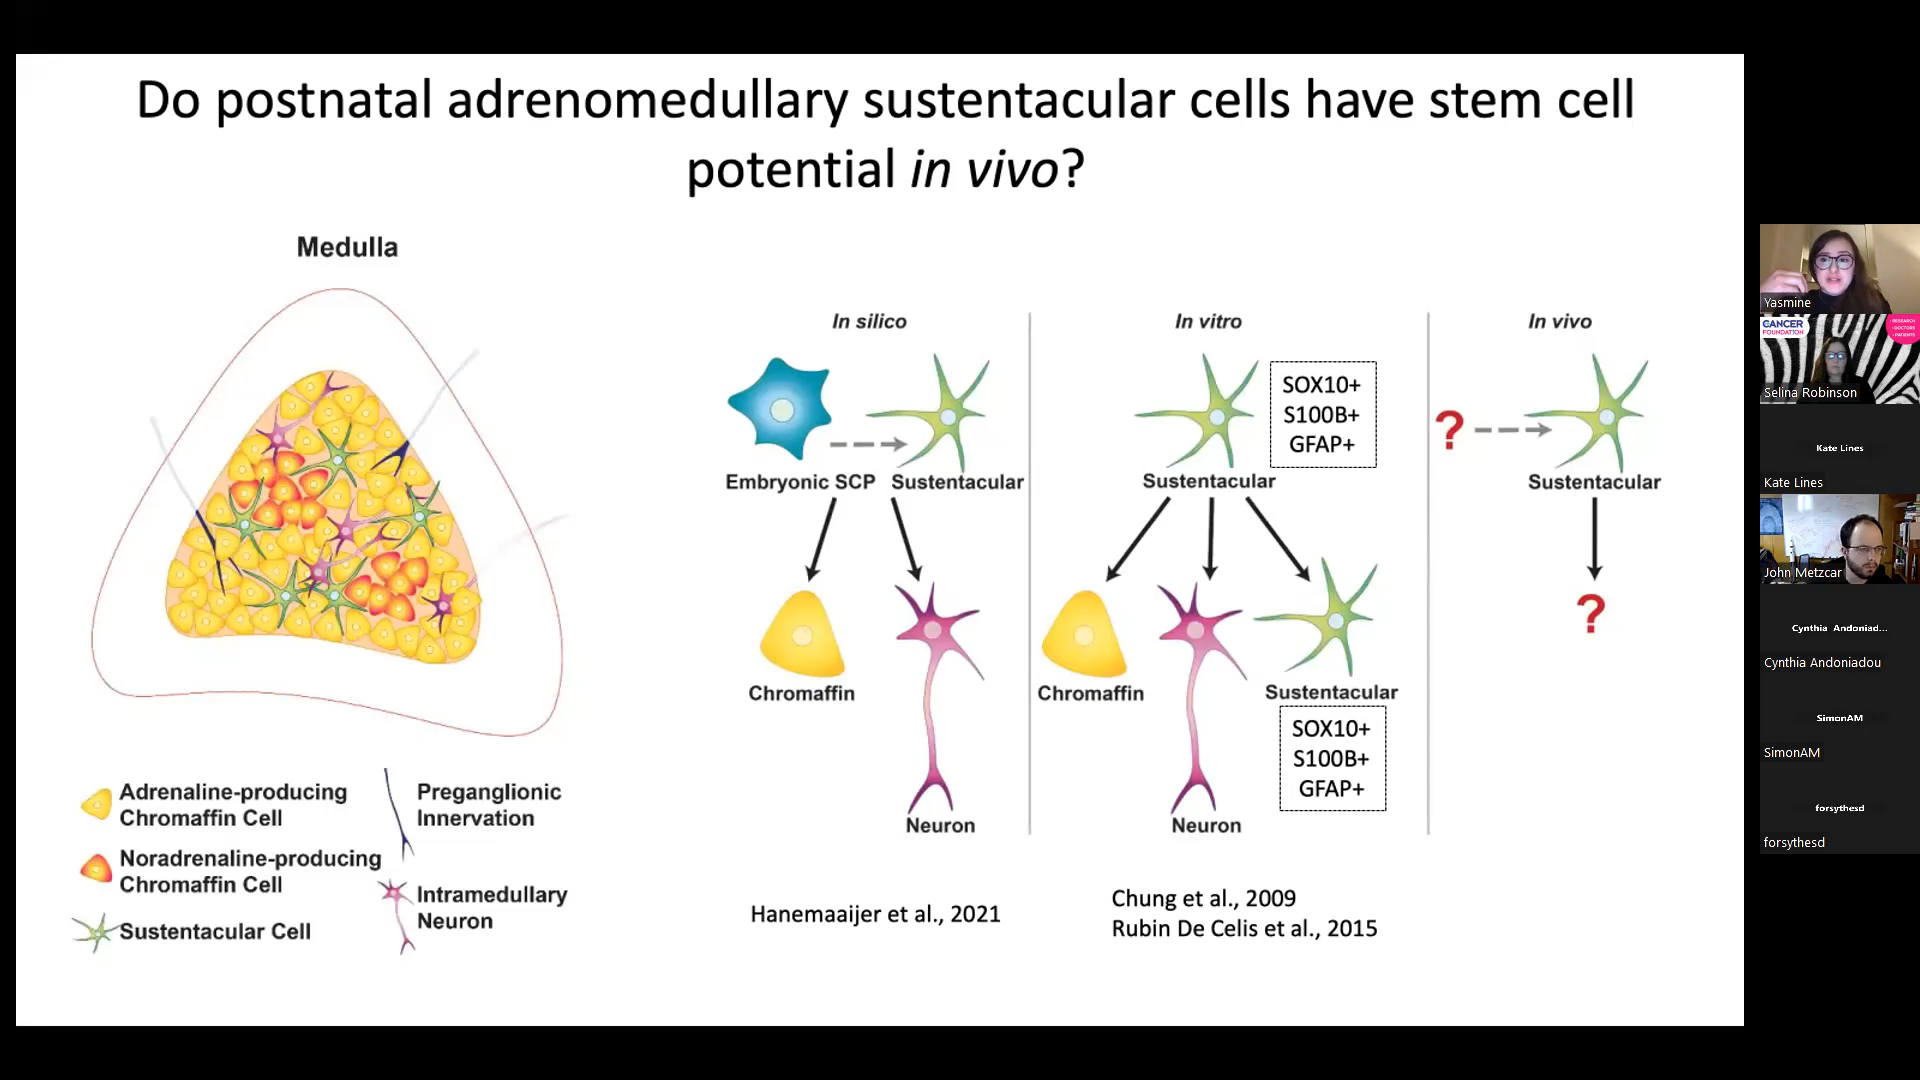 Do postnatal adrenomedullary sustentacular cells have stem cell
potential in vivo?
Medulla
Adrenaline-producing
Chromaffin Cell
Noradrenaline-producing
Chromaffin Cell
Sustentacular Cell
Preganglionic
Innervation
Intramedullary
Neuron
In silico
Embryonic SCP
Sustentacular
Chromaffin
Neuron
Hanemaaijer et al., 2021
In vitro
SOX10+
S100B+
GFAP+
Sustentacular
Chromaffin
Neuron
Sustentacular
SOX10+
S100B+
GFAP+
Chung et al., 2009
Rubin De Celis et al., 2015
In vivo
?
Sustentacular
?
Yasmine
CANCER
FOUNDATION
• RESEARCH
• DOCTORS
• PATIENTS
Selina Robinson
Kate Lines
Kate Lines
John Metzcar
Cynthia Andoniad...
Cynthia Andoniadou
SimonAM
SimonAM
forsythesd
forsythesd